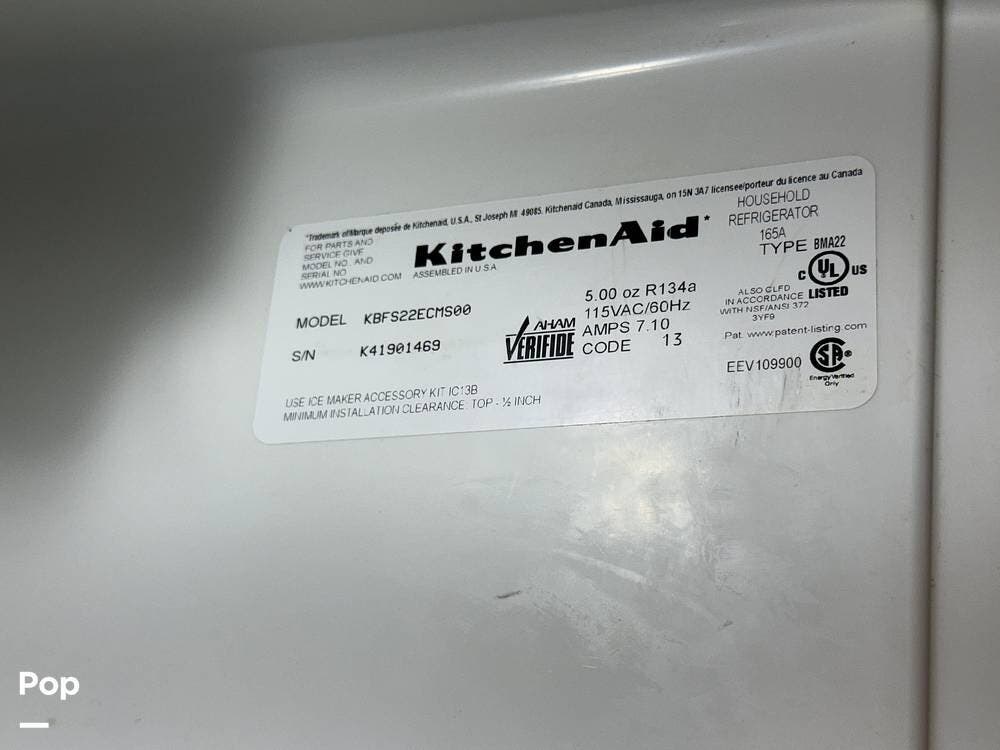 *Trademark of/Marque deposée de Kitchenaid, U.S.A., St Joseph MI 49085. Kitchenaid Canada, Mississauga, on 15N 3A7 licensee/porteur du licence au Canada
FOR PARTS AND
SERVICE GIVE
MODEL NO. AND
SERIAL NO
WWW.KITCHENAID.COM
KitchenAid*
ASSEMBLED IN U.S.A.
HOUSEHOLD
REFRIGERATOR
165A
TYPE BMA22
MODEL KBFS22ECMS00
S/N K41901469
AHAM
VERIFIDE
5.00 oz R134a
115VAC/60Hz
AMPS 7.10
CODE 13
C UL US
LISTED
ALSO CLFD
IN ACCORDANCE
WITH NSF/ANSI 372
3YF9
Pat. www.patent-listing.com
EEV109900
SA
Energy Verified
Only
USE ICE MAKER ACCESSORY KIT IC13B
MINIMUM INSTALLATION CLEARANCE: TOP - ½ INCH
Pop